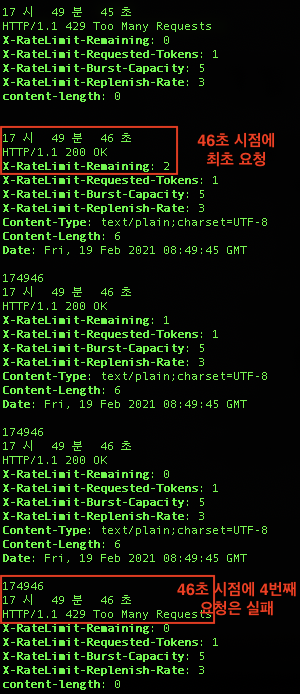 17 시   49 분   45 초
HTTP/1.1 429 Too Many Requests
X-RateLimit-Remaining: 0
X-RateLimit-Requested-Tokens: 1
X-RateLimit-Burst-Capacity: 5
X-RateLimit-Replenish-Rate: 3
content-length: 0
17 시   49 분   46 초
46초 시점에
최초 요청
HTTP/1.1 200 OK
X-RateLimit-Remaining: 2
X-RateLimit-Requested-Tokens: 1
X-RateLimit-Burst-Capacity: 5
X-RateLimit-Replenish-Rate: 3
Content-Type: text/plain;charset=UTF-8
Content-Length: 6
Date: Fri, 19 Feb 2021 08:49:45 GMT
174946
17 시   49 분   46 초
HTTP/1.1 200 OK
X-RateLimit-Remaining: 1
X-RateLimit-Requested-Tokens: 1
X-RateLimit-Burst-Capacity: 5
X-RateLimit-Replenish-Rate: 3
Content-Type: text/plain;charset=UTF-8
Content-Length: 6
Date: Fri, 19 Feb 2021 08:49:45 GMT
174946
17 시   49 분   46 초
HTTP/1.1 200 OK
X-RateLimit-Remaining: 0
X-RateLimit-Requested-Tokens: 1
X-RateLimit-Burst-Capacity: 5
X-RateLimit-Replenish-Rate: 3
Content-Type: text/plain;charset=UTF-8
Content-Length: 6
Date: Fri, 19 Feb 2021 08:49:45 GMT
174946
17 시   49 분   46 초
46초 시점에 4번째
요청은 실패
HTTP/1.1 429 Too Many Requests
X-RateLimit-Remaining: 0
X-RateLimit-Requested-Tokens: 1
X-RateLimit-Burst-Capacity: 5
X-RateLimit-Replenish-Rate: 3
content-length: 0